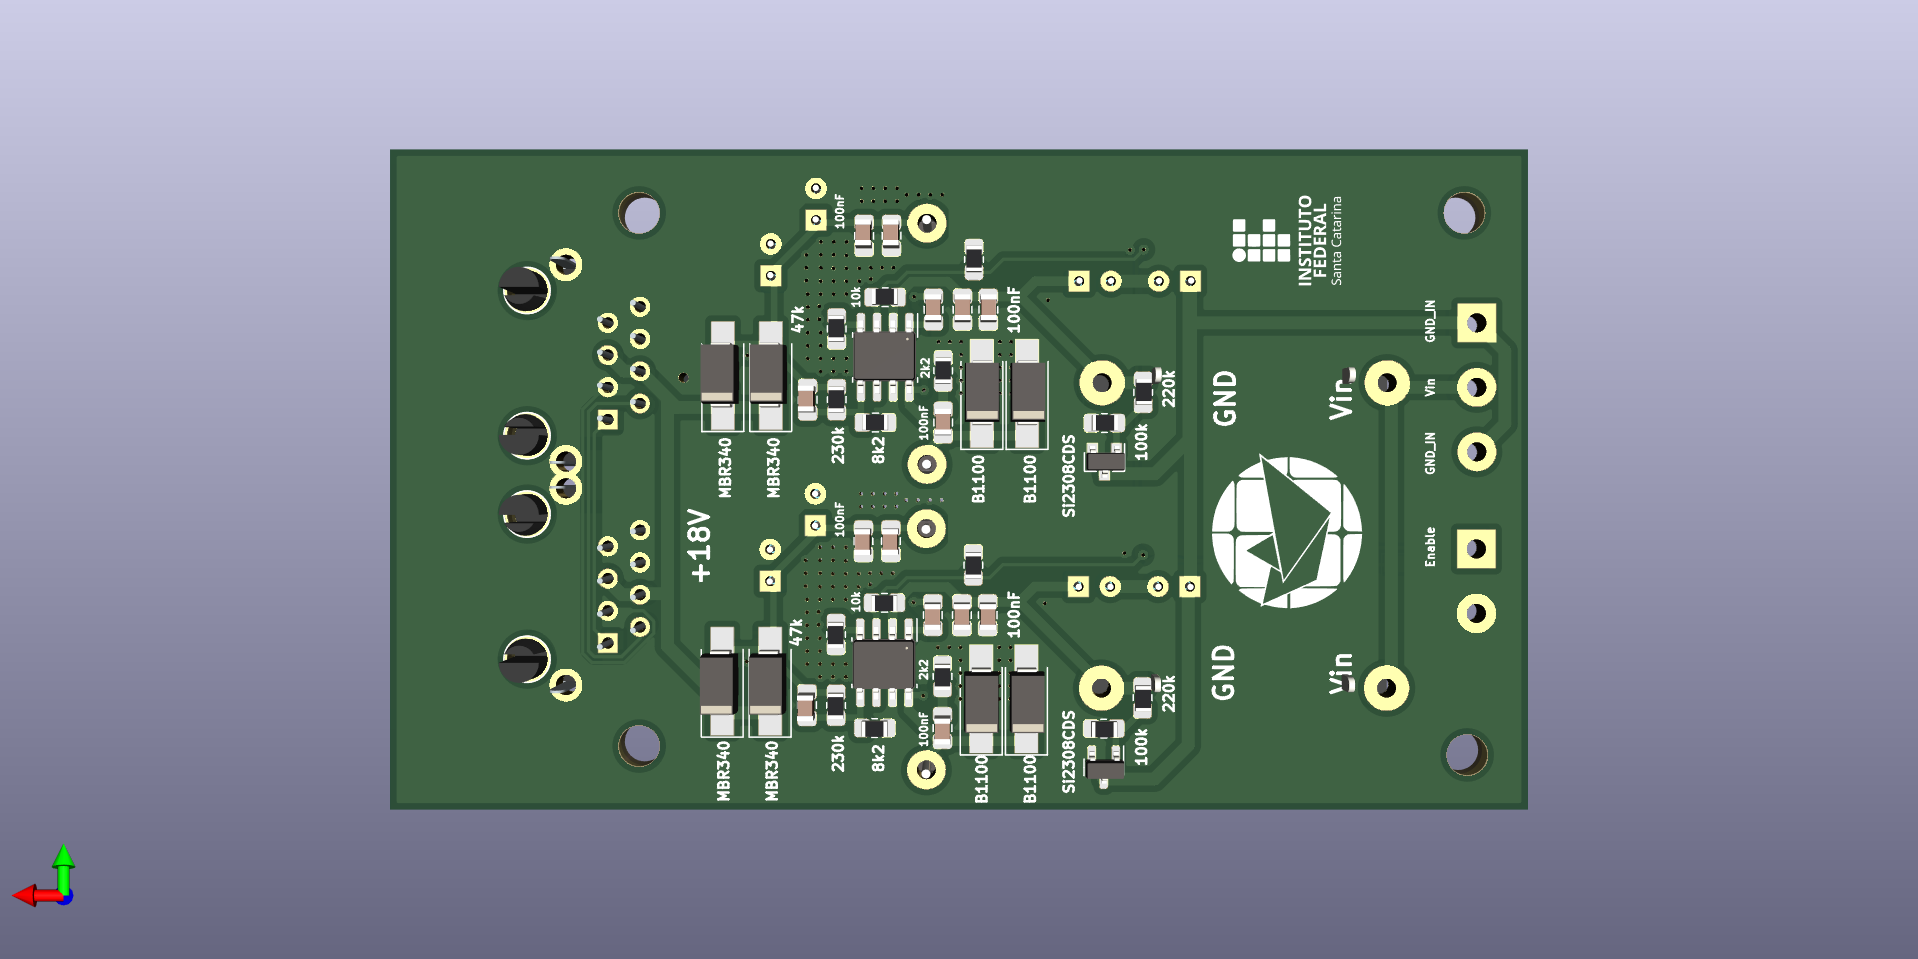 INSTITUTO
FEDERAL
Santa Catarina
100nF
10k
47k
100nF
2k2
100nF
230k
8k2
MBR340
MBR340
B1100
B1100
Si2308CDS
220k
100k
GND
Vin
GND_IN
Vin
GND_IN
Enable
+18V
100nF
10k
47k
100nF
2k2
100nF
230k
8k2
MBR340
MBR340
B1100
B1100
Si2308CDS
220k
100k
GND
Vin